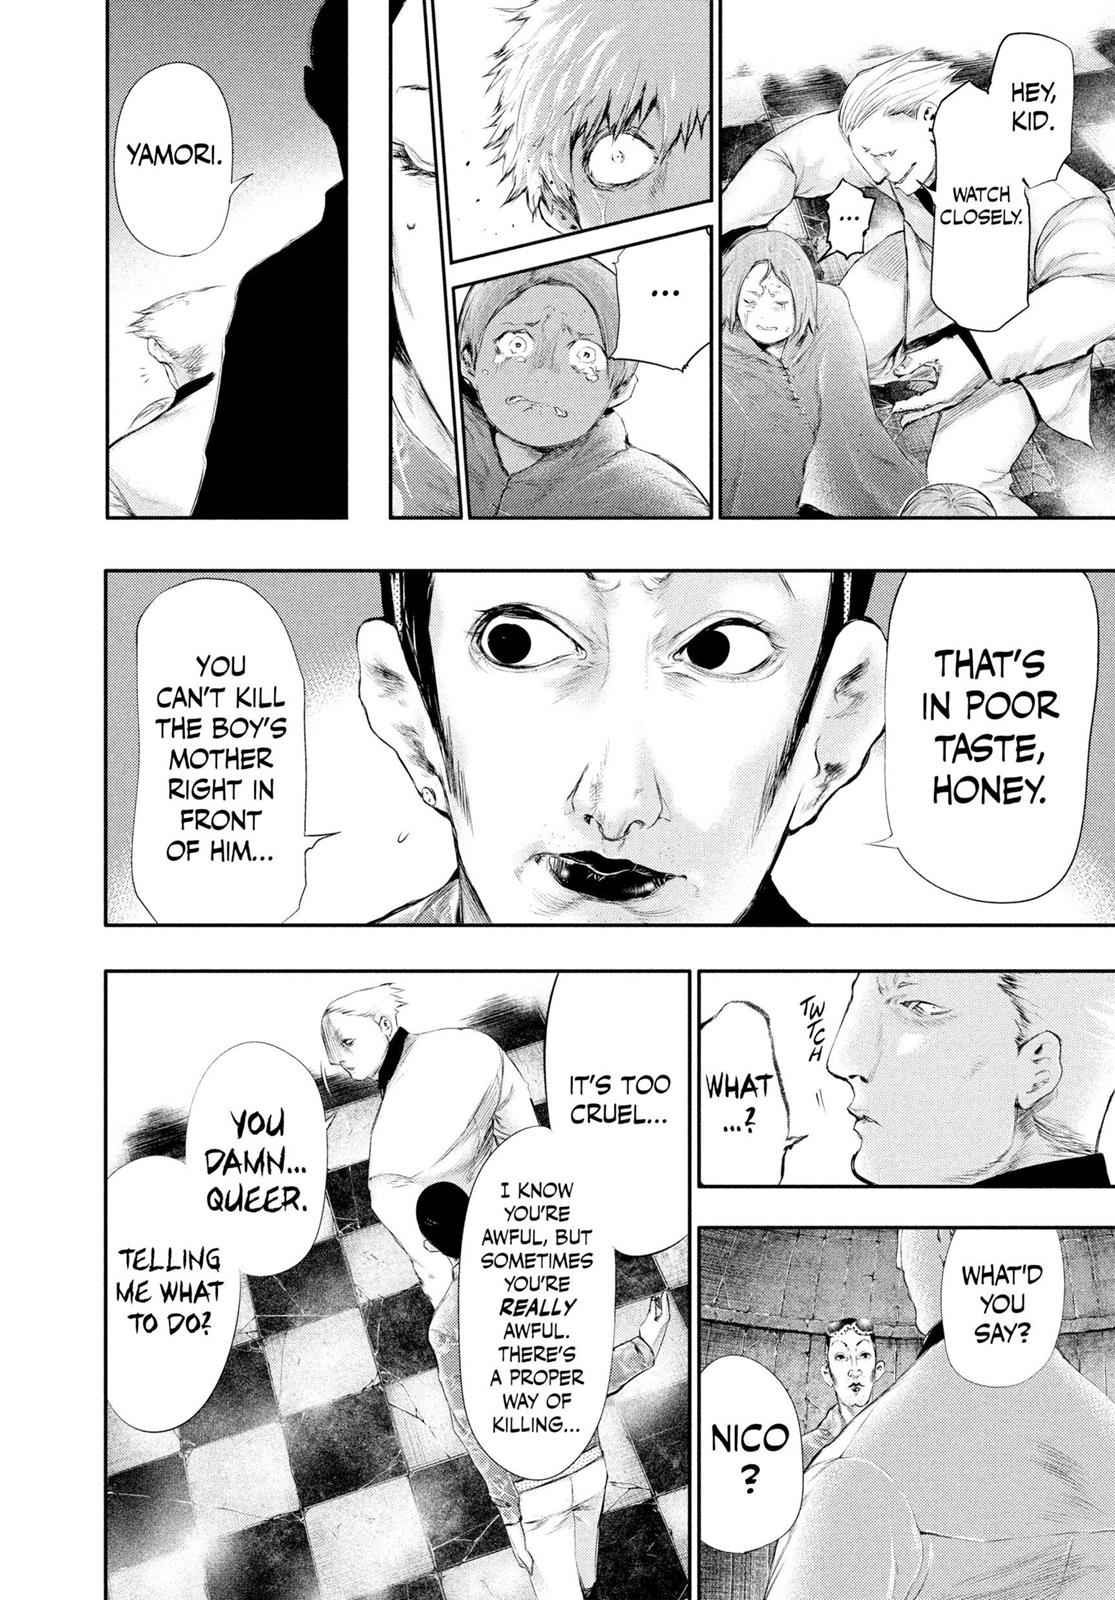 HEY,
KID.
WATCH
CLOSELY.
...
...
YAMORI.
THAT'S
IN POOR
TASTE,
HONEY.
YOU
CAN'T KILL
THE BOY'S
MOTHER
RIGHT IN
FRONT
OF HIM...
TWTCH
WHAT
...?
WHAT'D
YOU
SAY?
NICO
?
IT'S TOO
CRUEL...
I KNOW
YOU'RE
AWFUL, BUT
SOMETIMES
YOU'RE
REALLY
AWFUL.
THERE'S
A PROPER
WAY OF
KILLING...
YOU
DAMN...
QUEER.
TELLING
ME WHAT
TO DO?